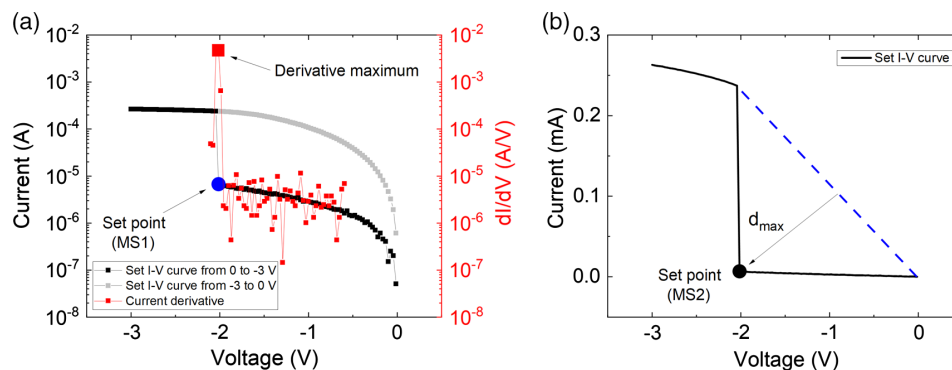 (a)
10⁻²
10⁻³
10⁻⁴
10⁻⁵
10⁻⁶
10⁻⁷
10⁻⁸
Current (A)
Derivative maximum
Set point
(MS1)
Set I-V curve from 0 to -3 V
Set I-V curve from -3 to 0 V
Current derivative
-3
-2
-1
0
Voltage (V)
10⁻²
10⁻³
10⁻⁴
10⁻⁵
10⁻⁶
10⁻⁷
10⁻⁸
dI/dV (A/V)
(b)
0.3
0.2
0.1
0.0
Current (mA)
Set I-V curve
dmax
Set point
(MS2)
-3
-2
-1
0
Voltage (V)